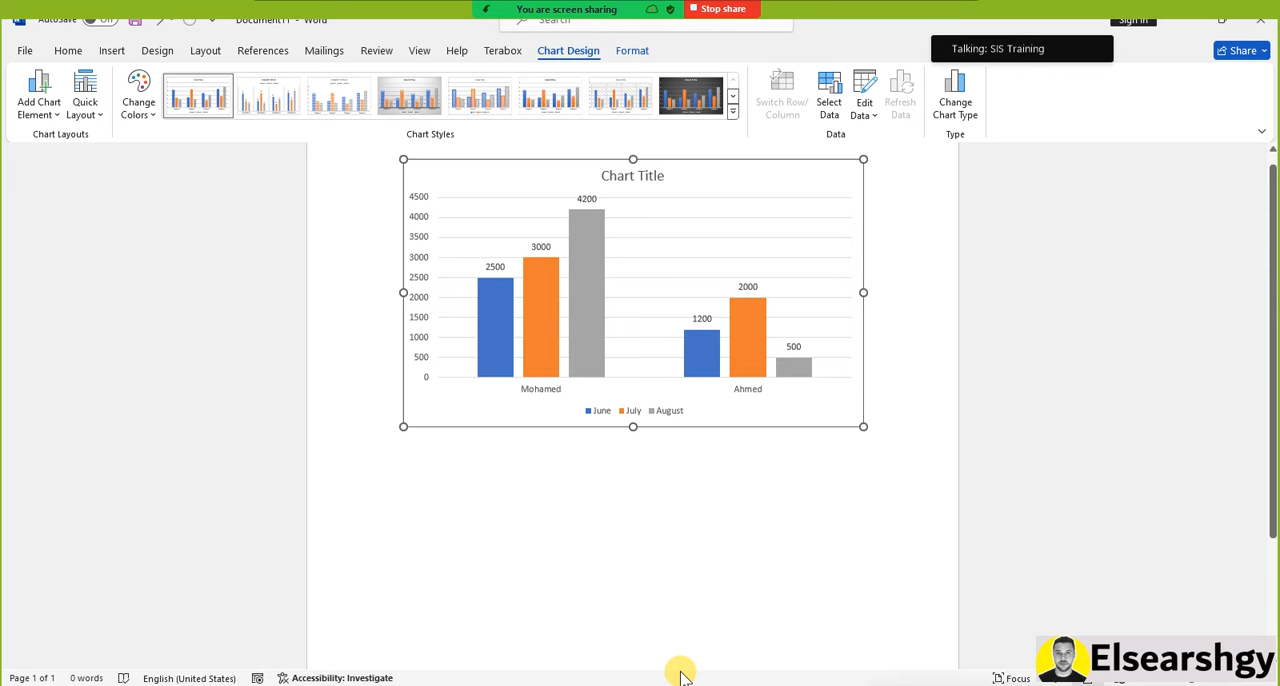 You are screen sharing
Stop share
AutoSave Off
Document11 - Word
Search
Sign in
Talking: SIS Training
File Home Insert Design Layout References Mailings Review View Help Terabox Chart Design Format
Share
Add Chart Element
Quick Layout
Change Colors
Switch Row/ Column
Select Data
Edit Data
Refresh Data
Change Chart Type
Chart Layouts
Chart Styles
Data
Type
Chart Title
4500
4000
3500
3000
2500
2000
1500
1000
500
0
2500
3000
4200
1200
2000
500
Mohamed
Ahmed
June July August
Page 1 of 1 0 words English (United States) Accessibility: Investigate
Focus
Elsearshgy